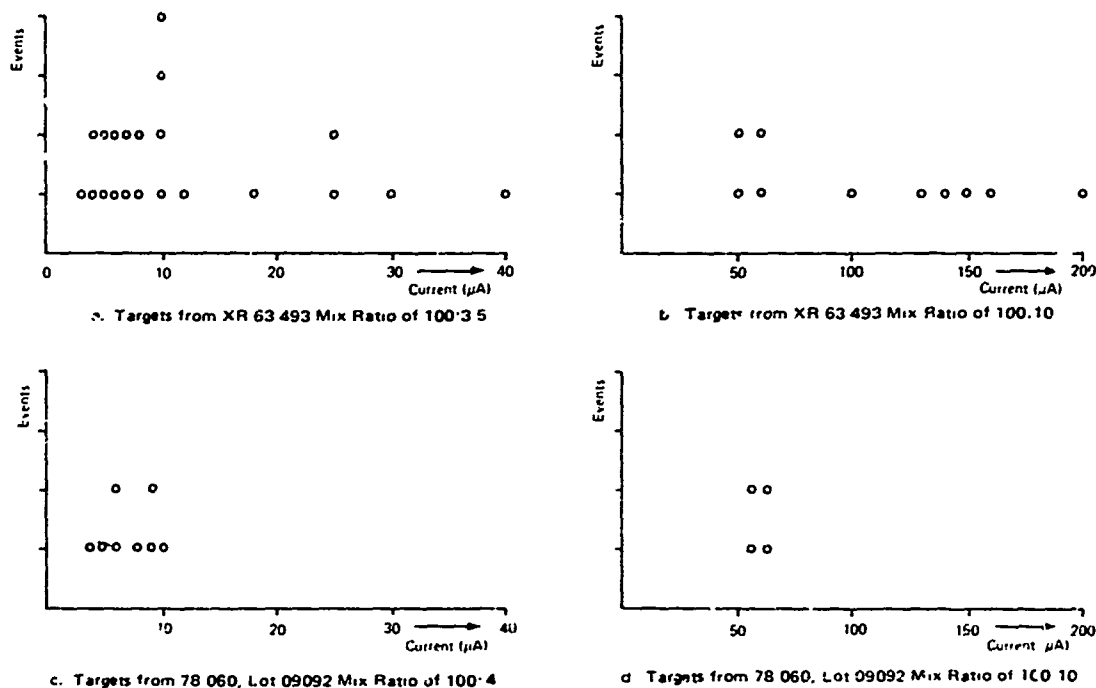 Events
0
10
20
30
40
Current (μA)
a. Targets from XR 63 493 Mix Ratio of 100·3 5
Events
50
100
150
200
Current (μA)
b Targets from XR 63 493 Mix Ratio of 100.10
Events
10
20
30
40
Current (μA)
c. Targets from 78 060, Lot 09092 Mix Ratio of 100·4
Events
50
100
150
200
Current μA)
d Targets from 78 060, Lot 09092 Mix Ratio of 100 10